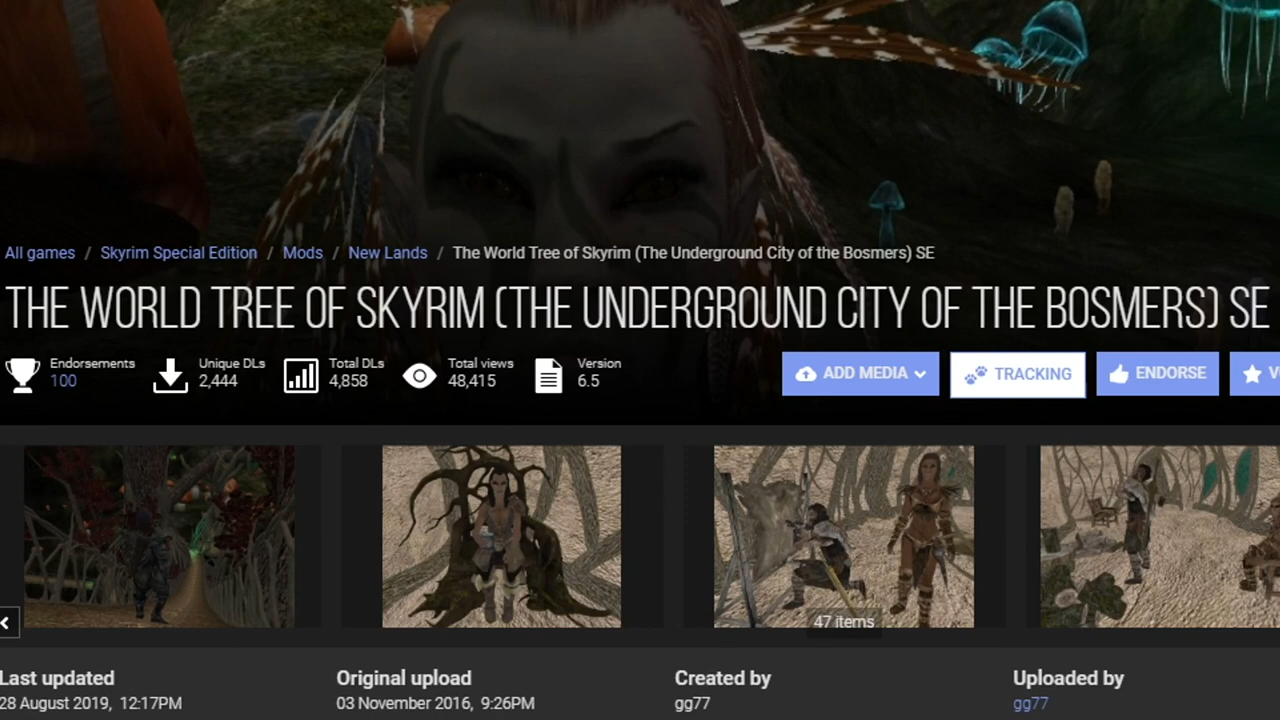 All games / Skyrim Special Edition / Mods / New Lands / The World Tree of Skyrim (The Underground City of the Bosmers) SE
THE WORLD TREE OF SKYRIM (THE UNDERGROUND CITY OF THE BOSMERS) SE
Endorsements
100
Unique DLs
2,444
Total DLs
4,858
Total views
48,415
Version
6.5
ADD MEDIA
TRACKING
ENDORSE
47 items
Last updated
28 August 2019, 12:17PM
Original upload
03 November 2016, 9:26PM
Created by
gg77
Uploaded by
gg77